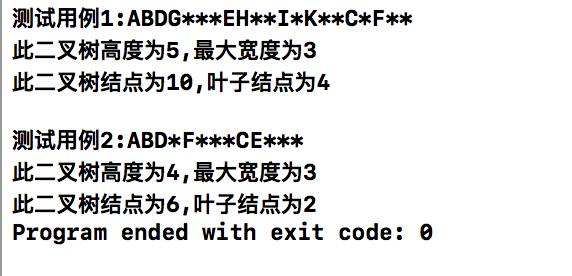 测试用例1:ABDG***EH**I*K**C*F**
此二叉树高度为5,最大宽度为3
此二叉树结点为10,叶子结点为4
测试用例2:ABD*F***CE***
此二叉树高度为4,最大宽度为3
此二叉树结点为6,叶子结点为2
Program ended with exit code: 0